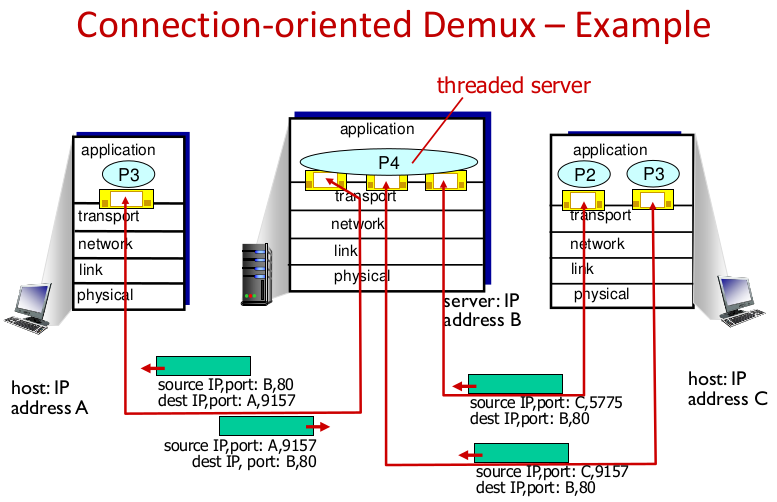 Connection-oriented Demux – Example
threaded server
application
P3
transport
network
link
physical
application
P4
transport
network
link
physical
application
P2
P3
transport
network
link
physical
server: IP
address B
host: IP
address A
host: IP
address C
source IP,port: B,80
dest IP,port: A,9157
source IP,port: A,9157
dest IP, port: B,80
source IP,port: C,5775
dest IP,port: B,80
source IP,port: C,9157
dest IP,port: B,80